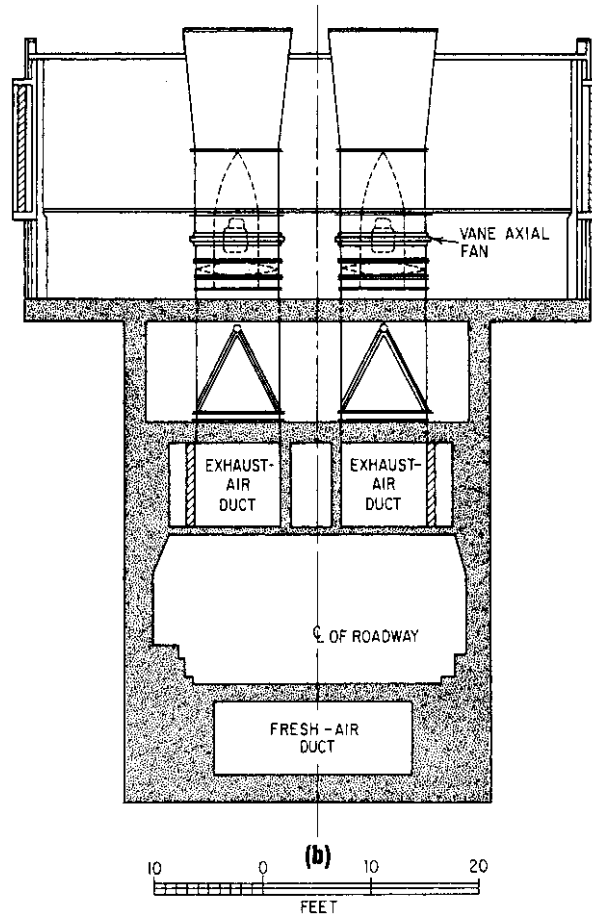 VANE AXIAL
FAN
EXHAUST-
AIR
DUCT
EXHAUST-
AIR
DUCT
℄ OF ROADWAY
FRESH-AIR
DUCT
(b)
10 0 10 20
FEET